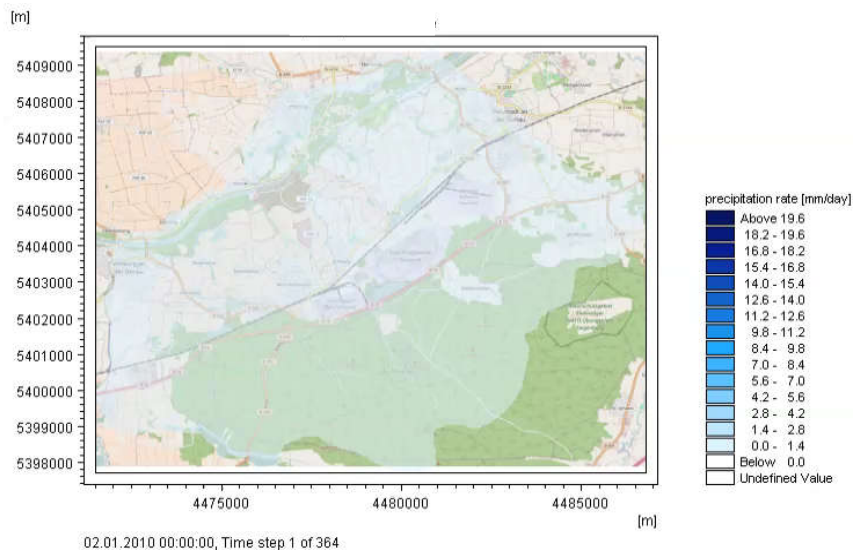 [m]
5409000
5408000
5407000
5406000
5405000
5404000
5403000
5402000
5401000
5400000
5399000
5398000
4475000 4480000 4485000
[m]
precipitation rate [mm/day]
Above 19.6
18.2 - 19.6
16.8 - 18.2
15.4 - 16.8
14.0 - 15.4
12.6 - 14.0
11.2 - 12.6
9.8 - 11.2
8.4 - 9.8
7.0 - 8.4
5.6 - 7.0
4.2 - 5.6
2.8 - 4.2
1.4 - 2.8
0.0 - 1.4
Below 0.0
Undefined Value
02.01.2010 00:00:00, Time step 1 of 364